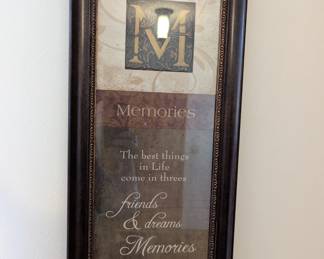 M
Memories
The best things
in Life
come in threes
friends
& dreams
Memories